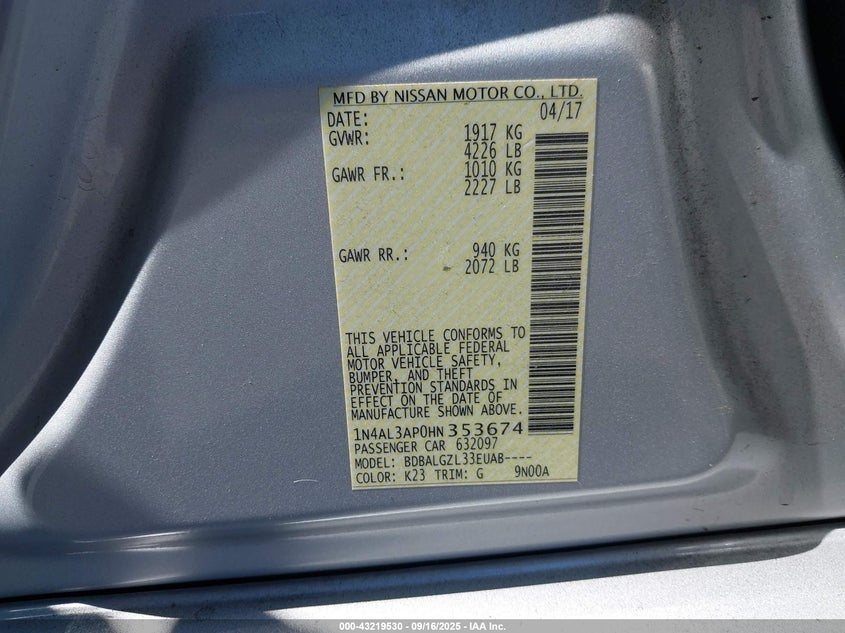 MFD BY NISSAN MOTOR CO., LTD.
DATE: 04/17
GVWR: 1917 KG
4226 LB
GAWR FR.: 1010 KG
2227 LB
GAWR RR.: 940 KG
2072 LB
THIS VEHICLE CONFORMS TO
ALL APPLICABLE FEDERAL
MOTOR VEHICLE SAFETY,
BUMPER, AND THEFT
PREVENTION STANDARDS IN
EFFECT ON THE DATE OF
MANUFACTURE SHOWN ABOVE.
1N4AL3AP0HN353674
PASSENGER CAR 632097
MODEL: BDBALGZL33EUAB----
COLOR: K23 TRIM: G 9N00A
000-43219530 - 09/16/2025 - IAA Inc.